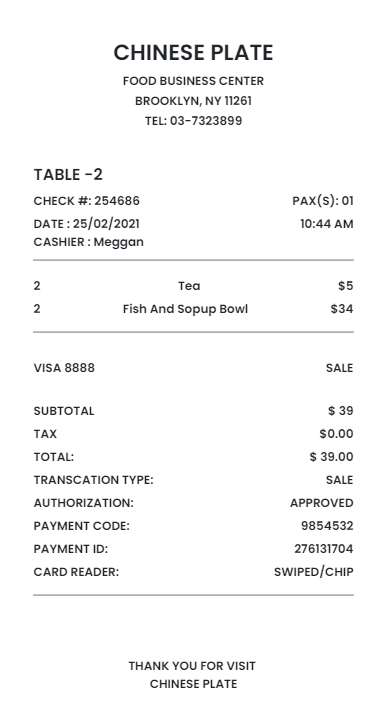 CHINESE PLATE
FOOD BUSINESS CENTER
BROOKLYN, NY 11261
TEL: 03-7323899
TABLE -2
CHECK #: 254686 PAX(S): 01
DATE : 25/02/2021 10:44 AM
CASHIER : Meggan
2 Tea $5
2 Fish And Sopup Bowl $34
VISA 8888 SALE
SUBTOTAL $ 39
TAX $0.00
TOTAL: $ 39.00
TRANSCATION TYPE: SALE
AUTHORIZATION: APPROVED
PAYMENT CODE: 9854532
PAYMENT ID: 276131704
CARD READER: SWIPED/CHIP
THANK YOU FOR VISIT
CHINESE PLATE